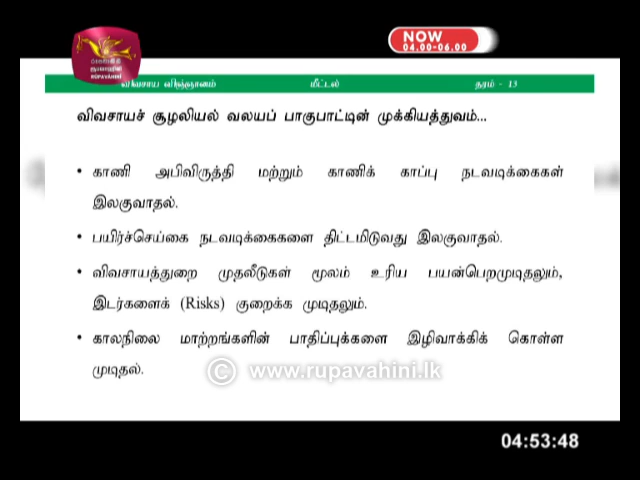 NOW
04.00-06.00
RUPAVAHINI
விவசாய விஞ்ஞானம் மீட்டல் தரம் - 13
விவசாயச் சூழலியல் வலயப் பாகுபாட்டின் முக்கியத்துவம்...
• காணி அபிவிருத்தி மற்றும் காணிக் காப்பு நடவடிக்கைகள்
இலகுவாதல்.
• பயிர்ச்செய்கை நடவடிக்கைகளை திட்டமிடுவது இலகுவாதல்.
• விவசாயத்துறை முதலீடுகள் மூலம் உரிய பயன்பெறமுடிதலும்,
இடர்களைக் (Risks) குறைக்க முடிதலும்.
• காலநிலை மாற்றங்களின் பாதிப்புக்களை இழிவாக்கிக் கொள்ள
முடிதல்.
© www.rupavahini.lk
04:53:48